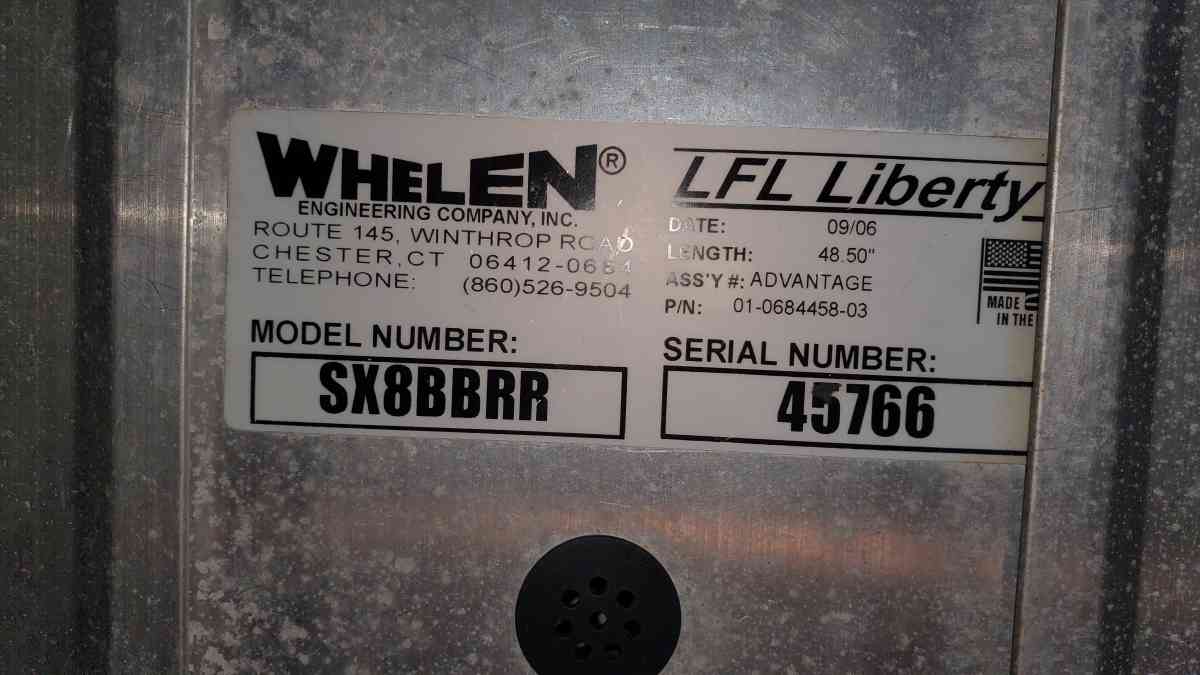 WHELEN®
ENGINEERING COMPANY, INC.
ROUTE 145, WINTHROP ROAD
CHESTER, CT 06412-0684
TELEPHONE: (860)526-9504
MODEL NUMBER:
SX8BBRR
LFL Liberty
DATE: 09/06
LENGTH: 48.50"
ASS'Y #: ADVANTAGE
P/N: 01-0684458-03
MADE
IN THE
SERIAL NUMBER:
45766